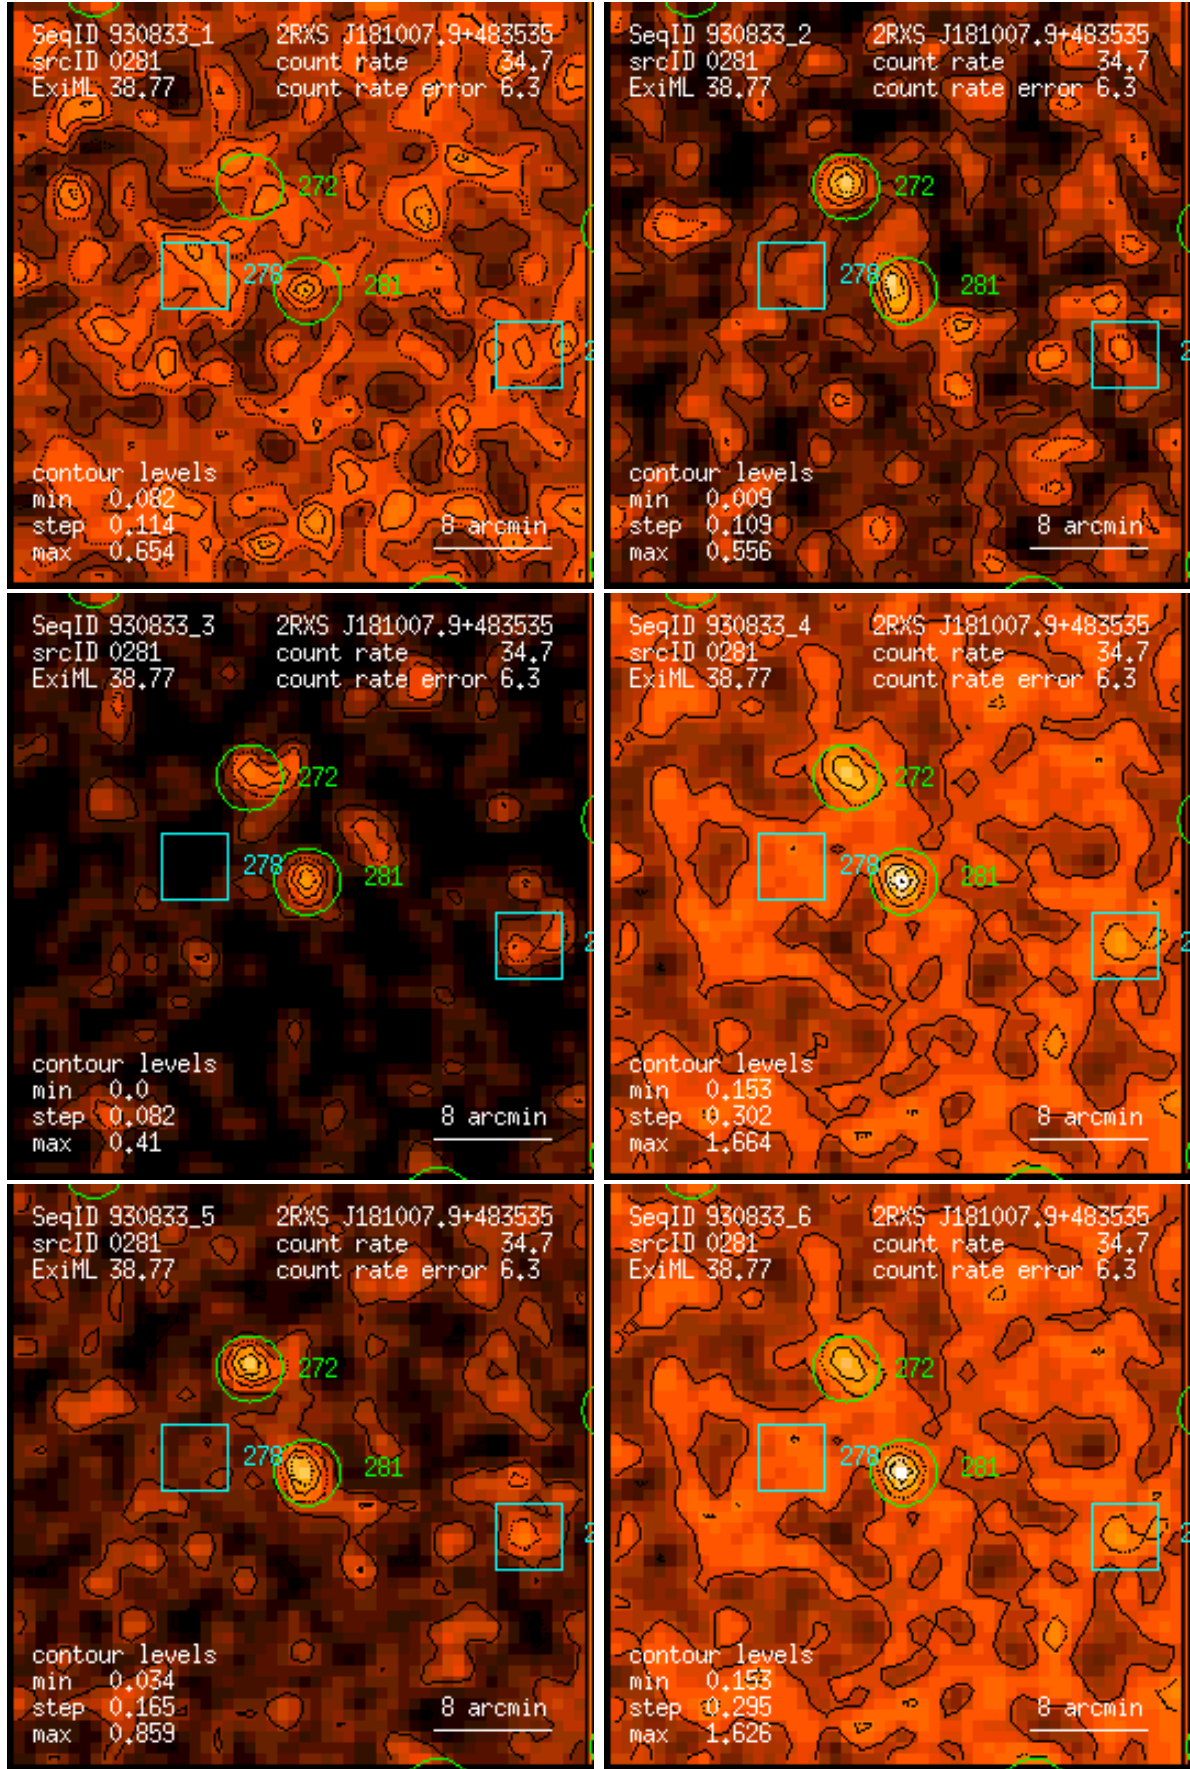 SeqID 930833_1 2RXS J181007.9+483535
srcID 0281 count rate 34.7
ExiML 38.77 count rate error 6.3
272
278 281
2
contour levels
min 0.082
step 0.114
max 0.654
8 arcmin
SeqID 930833_2 2RXS J181007.9+483535
srcID 0281 count rate 34.7
ExiML 38.77 count rate error 6.3
272
278 281
2
contour levels
min 0.009
step 0.109
max 0.556
8 arcmin
SeqID 930833_3 2RXS J181007.9+483535
srcID 0281 count rate 34.7
ExiML 38.77 count rate error 6.3
272
278 281
2
contour levels
min 0.0
step 0.082
max 0.41
8 arcmin
SeqID 930833_4 2RXS J181007.9+483535
srcID 0281 count rate 34.7
ExiML 38.77 count rate error 6.3
272
278 281
2
contour levels
min 0.153
step 0.302
max 1.664
8 arcmin
SeqID 930833_5 2RXS J181007.9+483535
srcID 0281 count rate 34.7
ExiML 38.77 count rate error 6.3
272
278 281
2
contour levels
min 0.034
step 0.165
max 0.859
8 arcmin
SeqID 930833_6 2RXS J181007.9+483535
srcID 0281 count rate 34.7
ExiML 38.77 count rate error 6.3
272
278 281
2
contour levels
min 0.153
step 0.295
max 1.626
8 arcmin